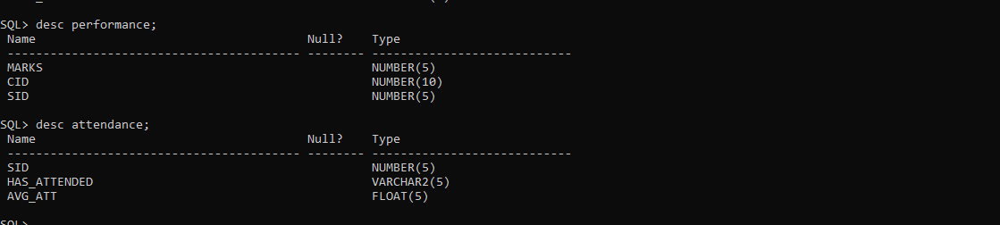 SQL> desc performance;
 Name                                      Null?    Type
 ----------------------------------------- -------- ----------------------------
 MARKS                                              NUMBER(5)
 CID                                                NUMBER(10)
 SID                                                NUMBER(5)
SQL> desc attendance;
 Name                                      Null?    Type
 ----------------------------------------- -------- ----------------------------
 SID                                                NUMBER(5)
 HAS_ATTENDED                                       VARCHAR2(5)
 AVG_ATT                                            FLOAT(5)
SQL>